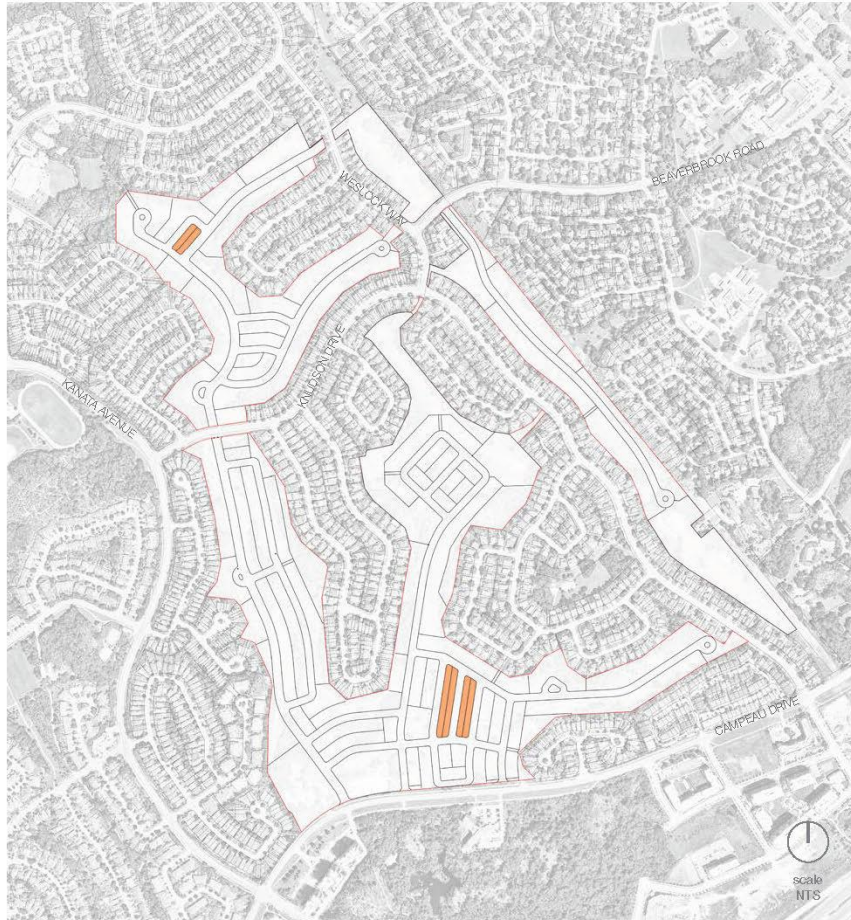 BEAVERBROOK ROAD
WESLOCK WAY
KNUDSON DRIVE
KANATA AVENUE
CAMPEAU DRIVE
scale
NTS